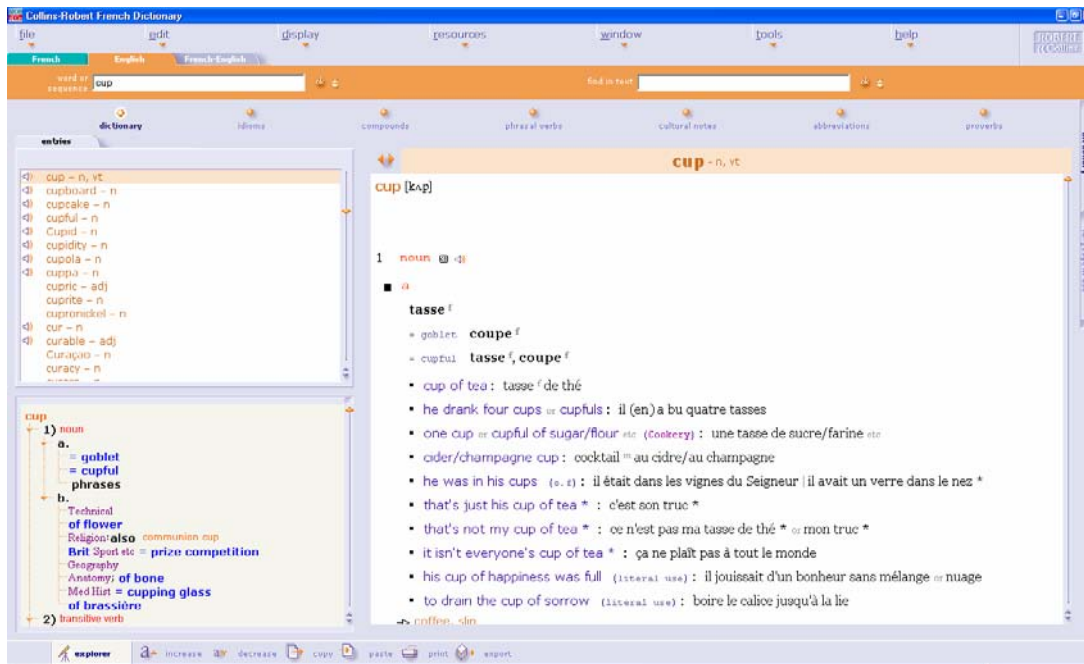 Collins-Robert French Dictionary
file edit display resources window tools help
French English French-English
ROBERT
Collins
word or
sequence cup find in text
dictionary idioms compounds phrasal verbs cultural notes abbreviations proverbs
entries
cup – n, vt
cupboard – n
cupcake – n
cupful – n
Cupid – n
cupidity – n
cupola – n
cuppa – n
cupric – adj
cuprite – n
cupronickel – n
cur – n
curable – adj
Curaçao – n
curacy – n
cup
1) noun
a.
= goblet
= cupful
phrases
b.
Technical
of flower
Religion: also communion cup
Brit Sport etc = prize competition
Geography
Anatomy; of bone
Med Hist = cupping glass
of brassière
2) transitive verb
cup – n, vt
cup [kʌp]
1 noun
a
tasse f
= goblet coupe f
= cupful tasse f, coupe f
▪ cup of tea : tasse f de thé
▪ he drank four cups or cupfuls : il (en) a bu quatre tasses
▪ one cup or cupful of sugar/flour etc (Cookery) : une tasse de sucre/farine etc
▪ cider/champagne cup : cocktail m au cidre/au champagne
▪ he was in his cups (o.f) : il était dans les vignes du Seigneur | il avait un verre dans le nez *
▪ that's just his cup of tea * : c'est son truc *
▪ that's not my cup of tea * : ce n'est pas ma tasse de thé * or mon truc *
▪ it isn't everyone's cup of tea * : ça ne plaît pas à tout le monde
▪ his cup of happiness was full (literal use) : il jouissait d'un bonheur sans mélange or nuage
▪ to drain the cup of sorrow (literal use) : boire le calice jusqu'à la lie
coffee, slip
explorer increase decrease copy paste print export